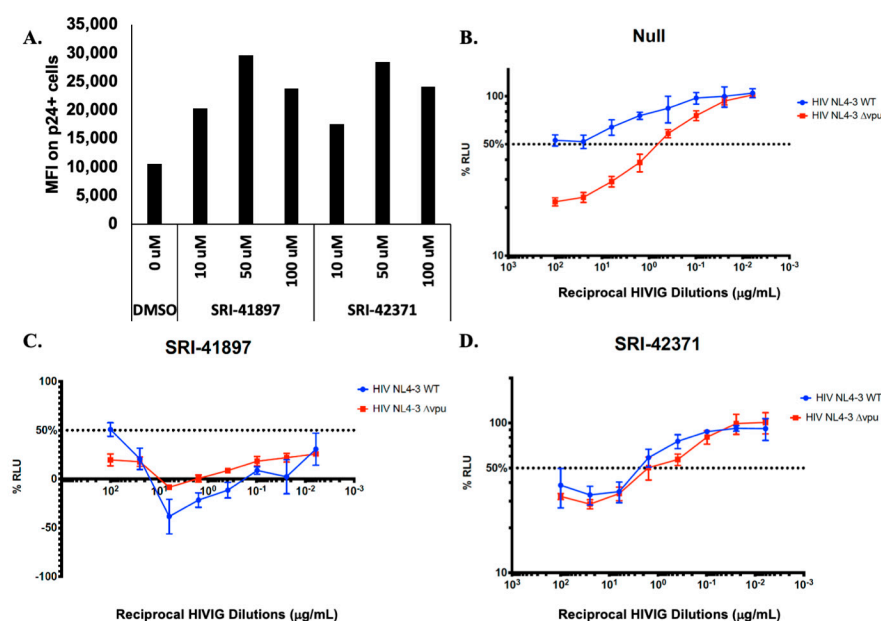 A.
35,000
30,000
25,000
20,000
15,000
10,000
5,000
0
MFI on p24+ cells
0 uM
10 uM
50 uM
100 uM
10 uM
50 uM
100 uM
DMSO SRI-41897 SRI-42371
B.
Null
100
50%
10
% RLU
HIV NL4-3 WT
HIV NL4-3 Δvpu
10³ 10² 10¹ 10⁰ 10⁻¹ 10⁻² 10⁻³
Reciprocal HIVIG Dilutions (µg/mL)
C.
SRI-41897
100
50%
0
-50
-100
% RLU
HIV NL4-3 WT
HIV NL4-3 Δvpu
10² 10¹ 10⁰ 10⁻¹ 10⁻² 10⁻³
Reciprocal HIVIG Dilutions (µg/mL)
D.
SRI-42371
100
50%
10
% RLU
HIV NL4-3 WT
HIV NL4-3 Δvpu
10³ 10² 10¹ 10⁰ 10⁻¹ 10⁻² 10⁻³
Reciprocal HIVIG Dilutions (µg/mL)